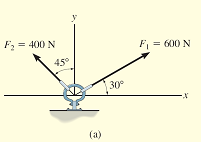 y
F₂ = 400 N
F₁ = 600 N
45°
30°
x
(a)